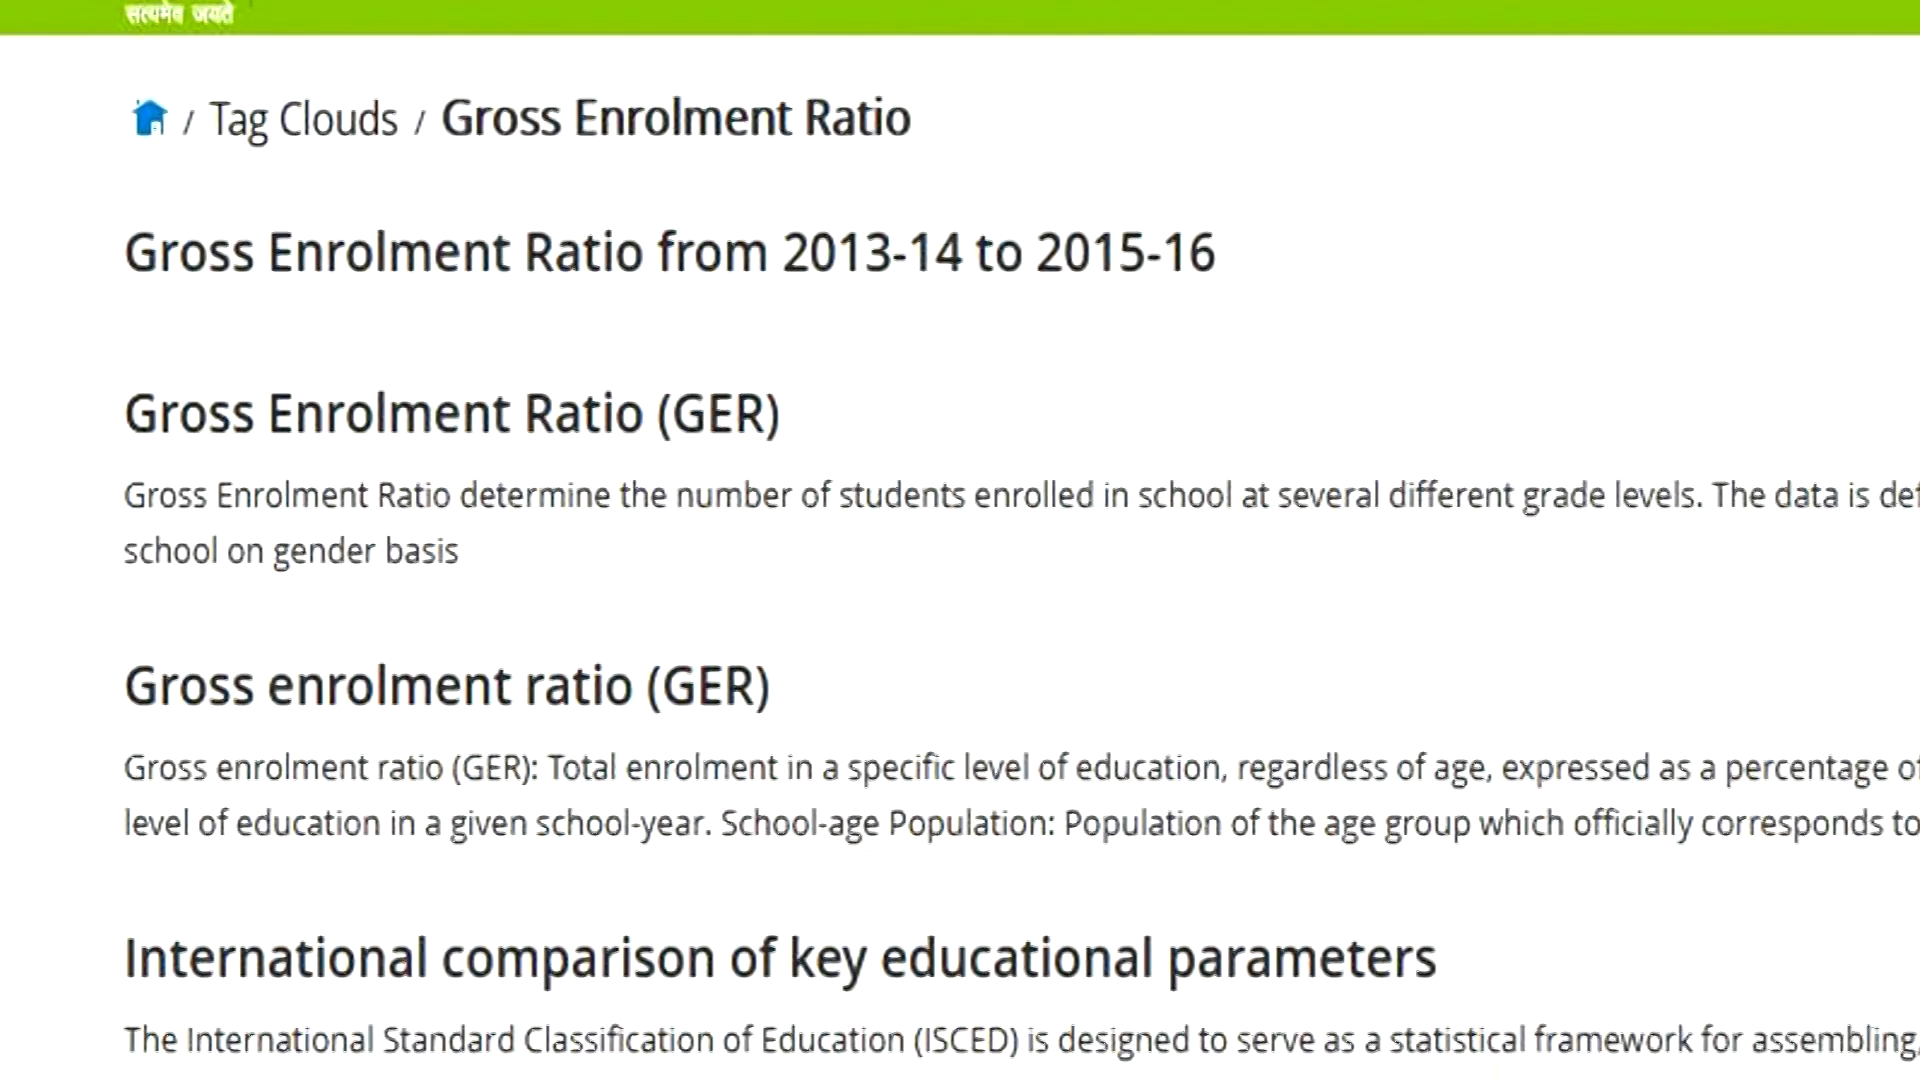 सत्यमेव जयते
/ Tag Clouds / Gross Enrolment Ratio
Gross Enrolment Ratio from 2013-14 to 2015-16
Gross Enrolment Ratio (GER)
Gross Enrolment Ratio determine the number of students enrolled in school at several different grade levels. The data is
school on gender basis
Gross enrolment ratio (GER)
Gross enrolment ratio (GER): Total enrolment in a specific level of education, regardless of age, expressed as a percentage of
level of education in a given school-year. School-age Population: Population of the age group which officially corresponds to
International comparison of key educational parameters
The International Standard Classification of Education (ISCED) is designed to serve as a statistical framework for assembling,